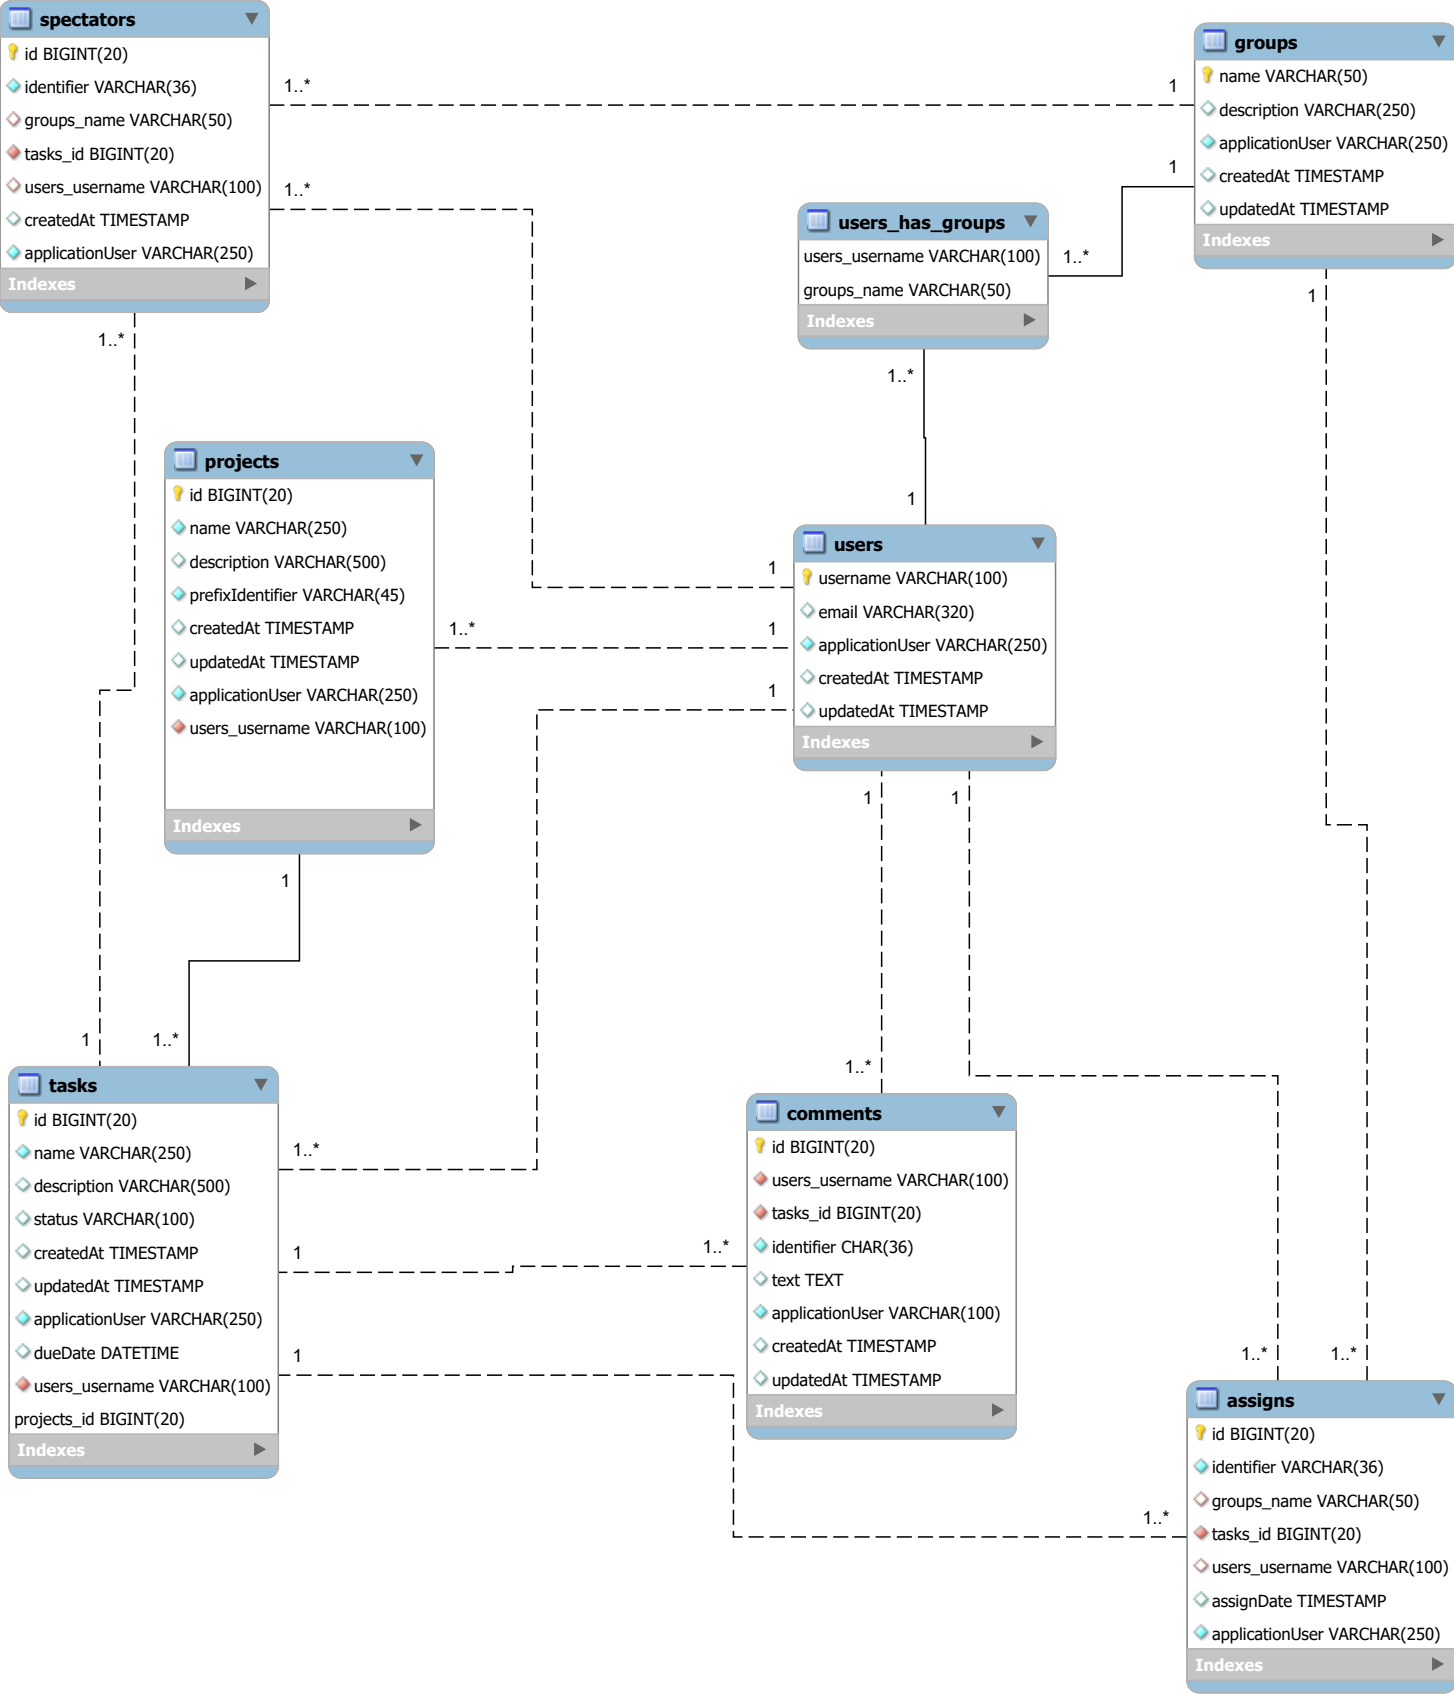 spectators
id BIGINT(20)
identifier VARCHAR(36)
groups_name VARCHAR(50)
tasks_id BIGINT(20)
users_username VARCHAR(100)
createdAt TIMESTAMP
applicationUser VARCHAR(250)
Indexes
1..*
1
1..*
1..*
groups
name VARCHAR(50)
description VARCHAR(250)
applicationUser VARCHAR(250)
createdAt TIMESTAMP
updatedAt TIMESTAMP
Indexes
1
1
users_has_groups
users_username VARCHAR(100)
groups_name VARCHAR(50)
Indexes
1..*
1..*
1
projects
id BIGINT(20)
name VARCHAR(250)
description VARCHAR(500)
prefixIdentifier VARCHAR(45)
createdAt TIMESTAMP
updatedAt TIMESTAMP
applicationUser VARCHAR(250)
users_username VARCHAR(100)
Indexes
1..*
1
users
username VARCHAR(100)
email VARCHAR(320)
applicationUser VARCHAR(250)
createdAt TIMESTAMP
updatedAt TIMESTAMP
Indexes
1
1
1
1
1
1
1..*
tasks
id BIGINT(20)
name VARCHAR(250)
description VARCHAR(500)
status VARCHAR(100)
createdAt TIMESTAMP
updatedAt TIMESTAMP
applicationUser VARCHAR(250)
dueDate DATETIME
users_username VARCHAR(100)
projects_id BIGINT(20)
Indexes
1..*
1
1
1..*
1..*
comments
id BIGINT(20)
users_username VARCHAR(100)
tasks_id BIGINT(20)
identifier CHAR(36)
text TEXT
applicationUser VARCHAR(100)
createdAt TIMESTAMP
updatedAt TIMESTAMP
Indexes
1..*
1..*
1..*
assigns
id BIGINT(20)
identifier VARCHAR(36)
groups_name VARCHAR(50)
tasks_id BIGINT(20)
users_username VARCHAR(100)
assignDate TIMESTAMP
applicationUser VARCHAR(250)
Indexes